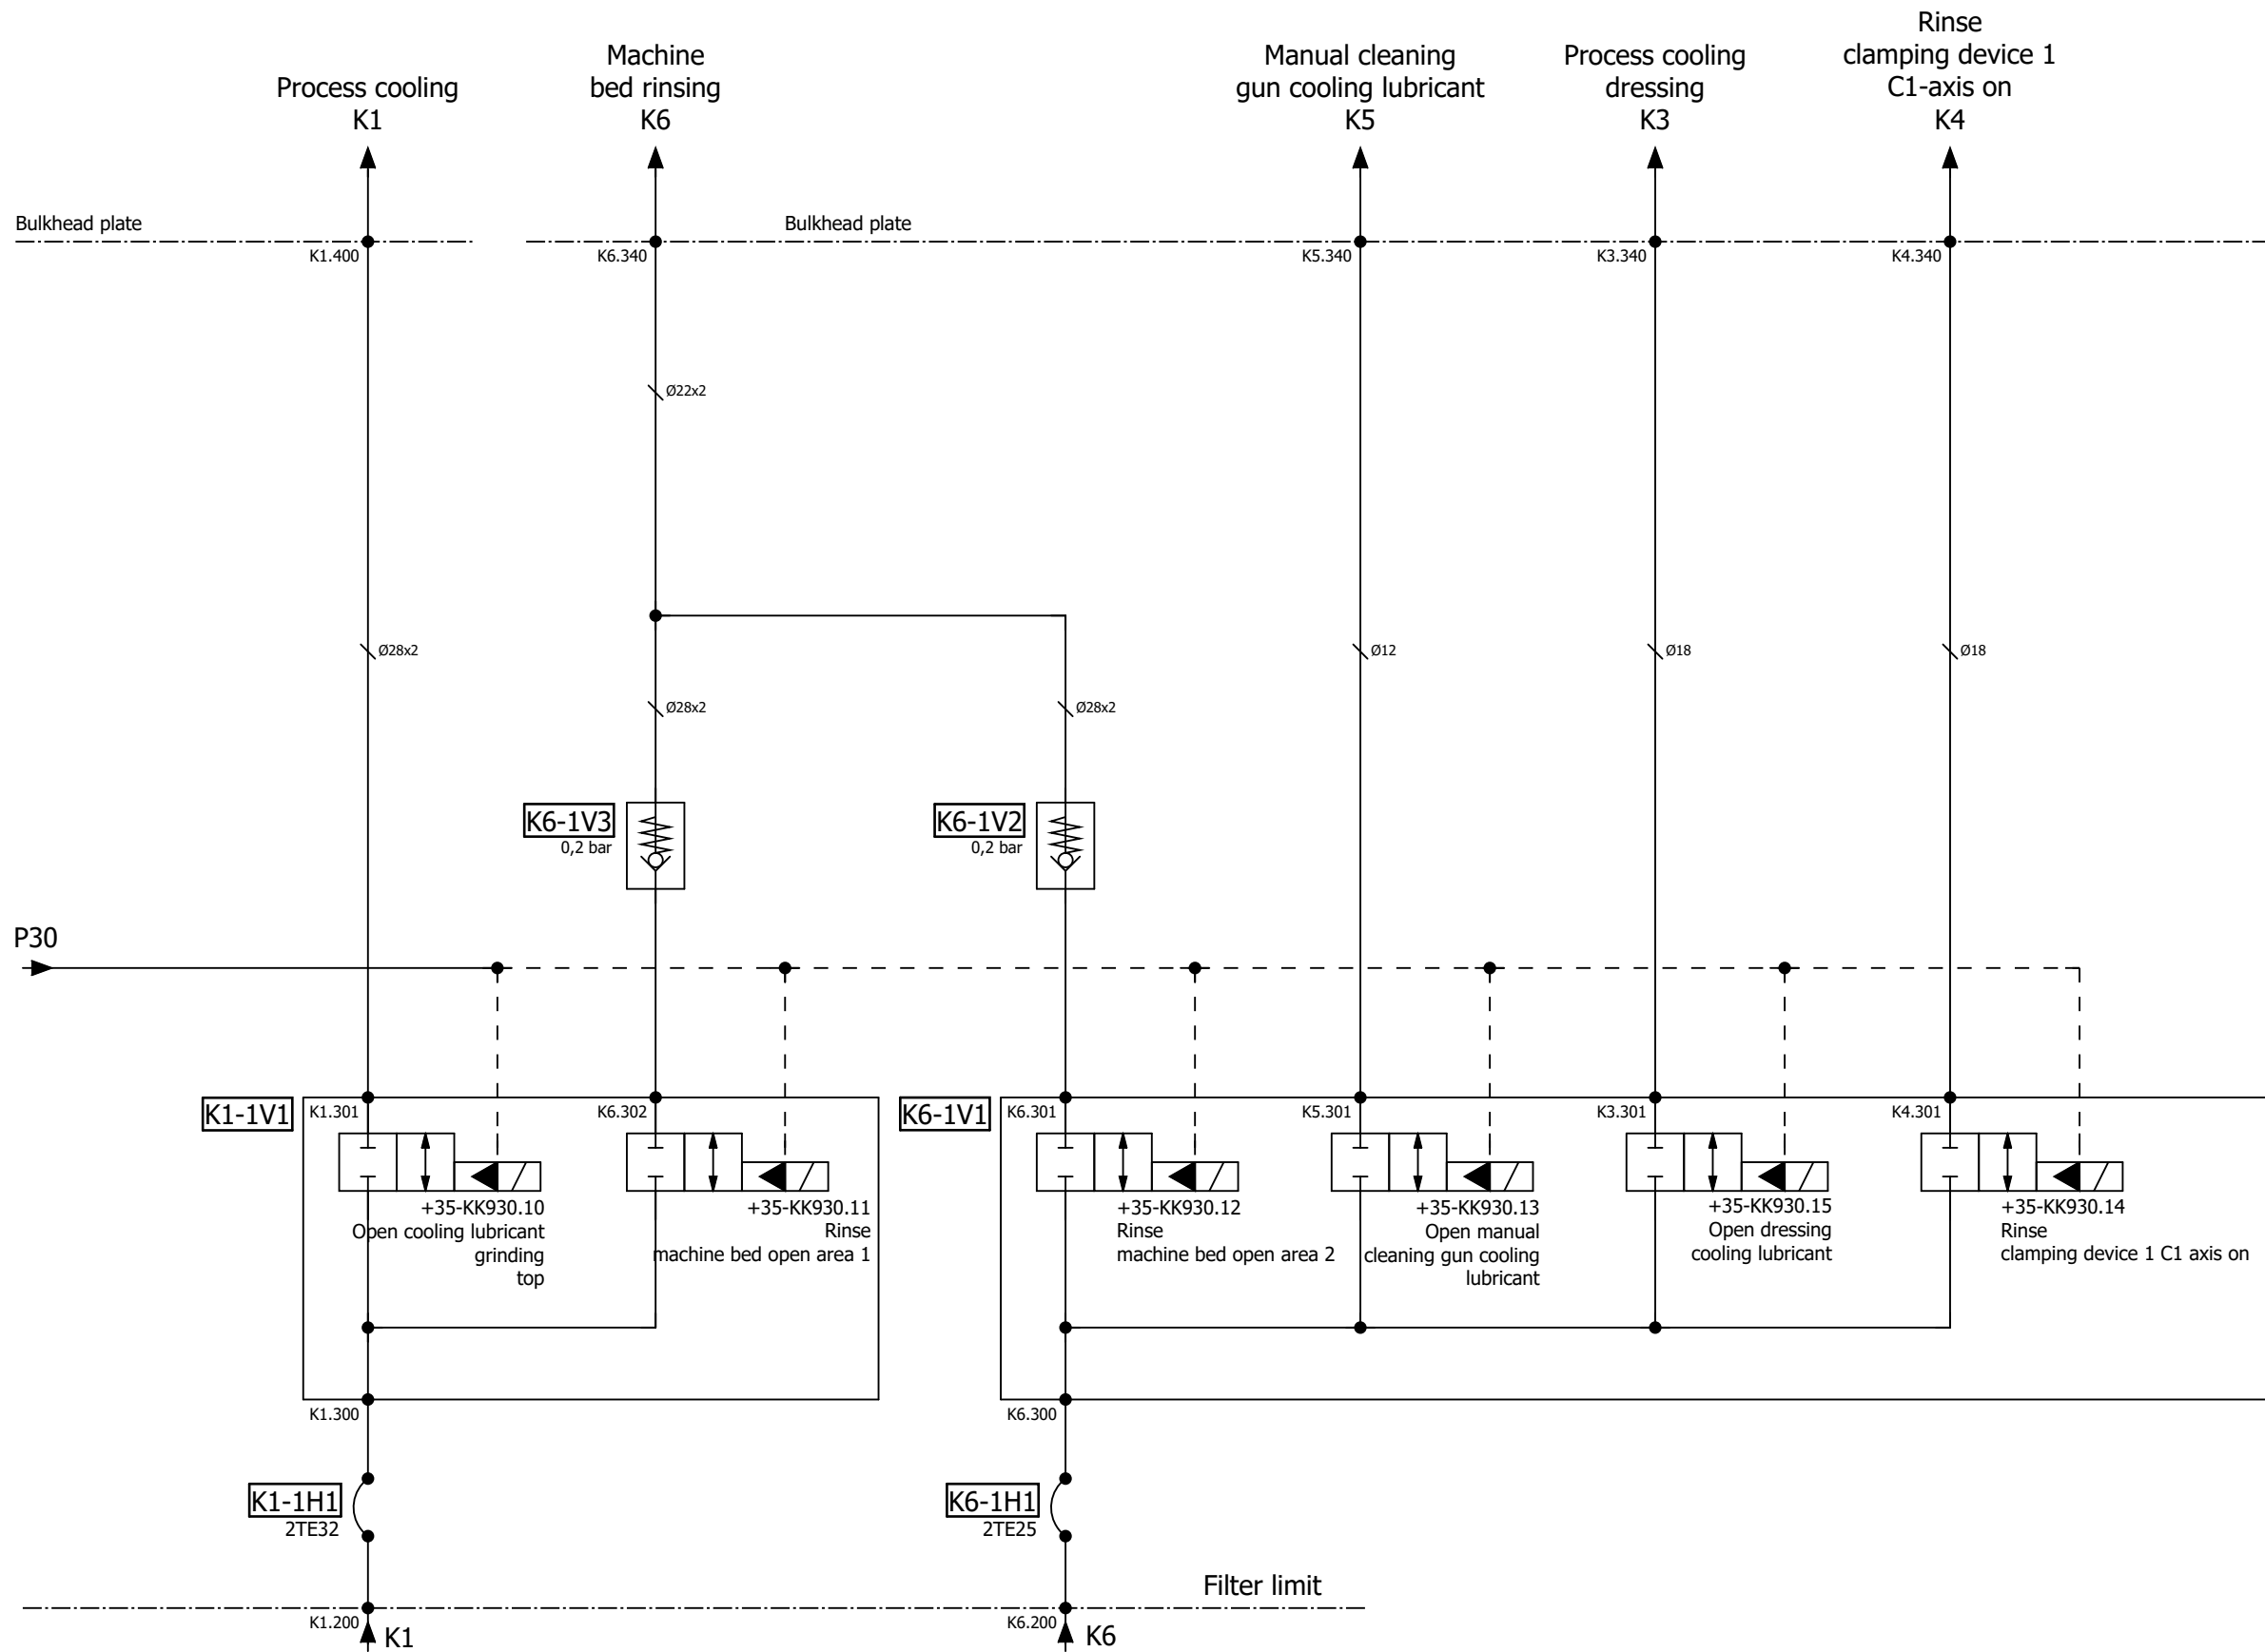 Process cooling
K1
Machine
bed rinsing
K6
Manual cleaning
gun cooling lubricant
K5
Process cooling
dressing
K3
Rinse
clamping device 1
C1-axis on
K4
Bulkhead plate
Bulkhead plate
K1.400
K6.340
K5.340
K3.340
K4.340
Ø22x2
Ø28x2
Ø12
Ø18
Ø18
Ø28x2
Ø28x2
K6-1V3
0,2 bar
K6-1V2
0,2 bar
P30
K1-1V1
K1.301
K6.302
K6-1V1
K6.301
K5.301
K3.301
K4.301
+35-KK930.10
Open cooling lubricant
grinding
top
+35-KK930.11
Rinse
machine bed open area 1
+35-KK930.12
Rinse
machine bed open area 2
+35-KK930.13
Open manual
cleaning gun cooling
lubricant
+35-KK930.15
Open dressing
cooling lubricant
+35-KK930.14
Rinse
clamping device 1 C1 axis on
K1.300
K6.300
K1-1H1
2TE32
K6-1H1
2TE25
Filter limit
K1.200
K1
K6.200
K6